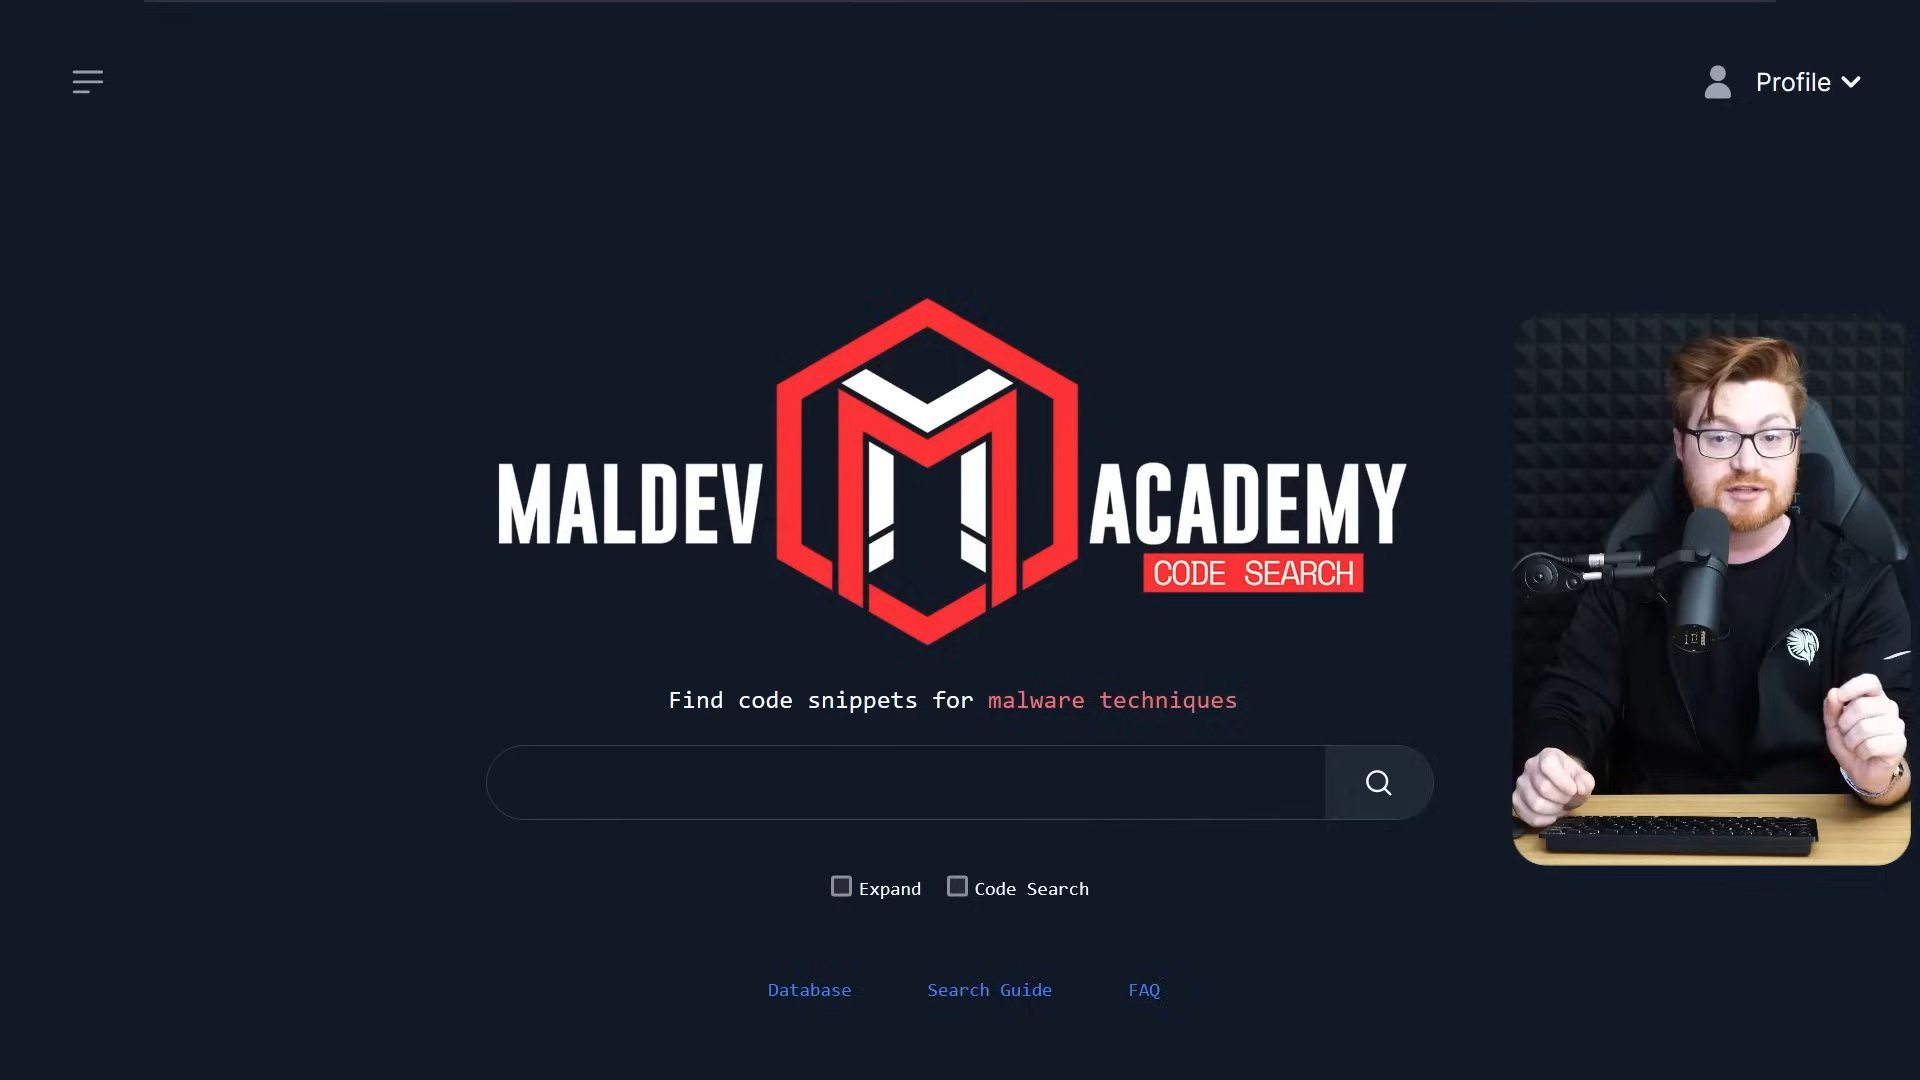 Profile
MALDEV ACADEMY
CODE SEARCH
Find code snippets for malware techniques
Expand
Code Search
Database
Search Guide
FAQ